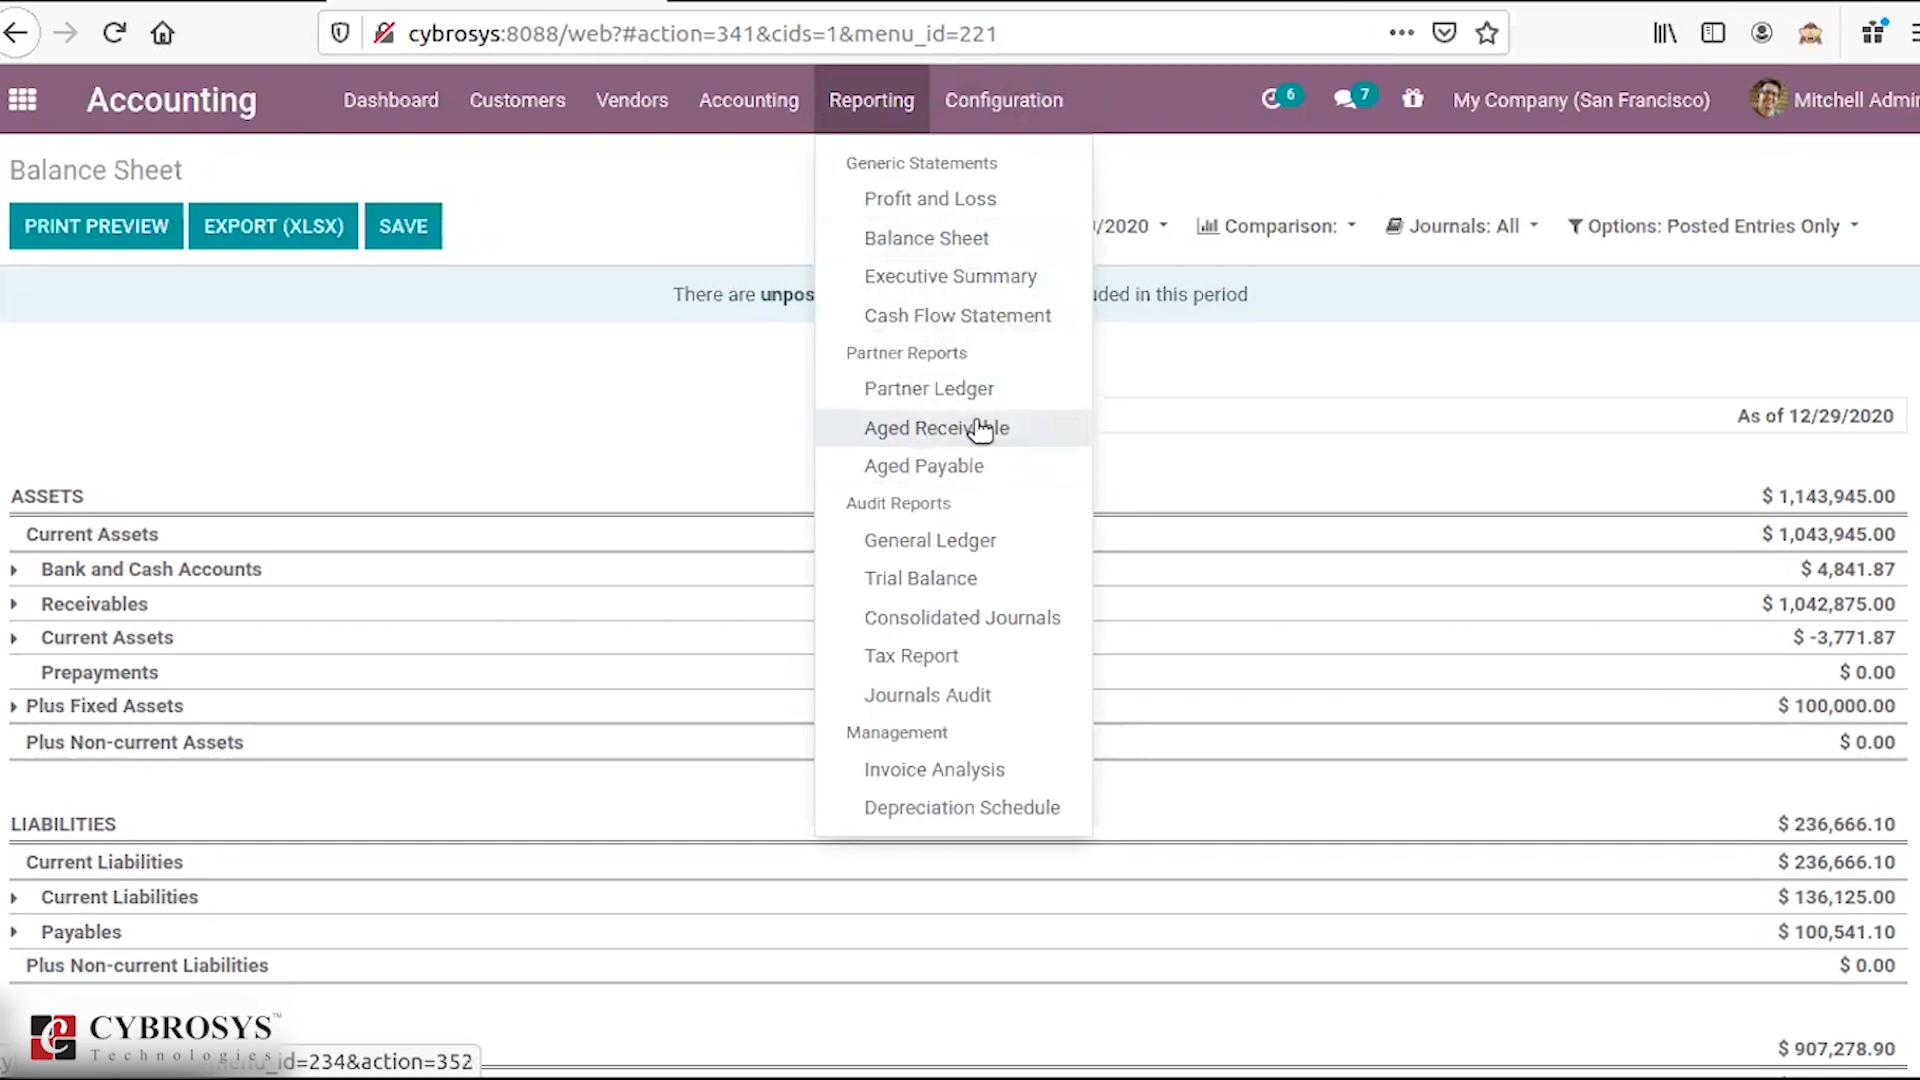 cybrosys:8088/web?#action=341&cids=1&menu_id=221
Accounting
Dashboard
Customers
Vendors
Accounting
Reporting
Configuration
6
7
My Company (San Francisco)
Mitchell Admin
Balance Sheet
PRINT PREVIEW
EXPORT (XLSX)
SAVE
/2020
Comparison:
Journals: All
Options: Posted Entries Only
There are unpos
uded in this period
Generic Statements
Profit and Loss
Balance Sheet
Executive Summary
Cash Flow Statement
Partner Reports
Partner Ledger
Aged Receivable
Aged Payable
Audit Reports
General Ledger
Trial Balance
Consolidated Journals
Tax Report
Journals Audit
Management
Invoice Analysis
Depreciation Schedule
As of 12/29/2020
ASSETS $ 1,143,945.00
Current Assets $ 1,043,945.00
Bank and Cash Accounts $ 4,841.87
Receivables $ 1,042,875.00
Current Assets $ -3,771.87
Prepayments $ 0.00
Plus Fixed Assets $ 100,000.00
Plus Non-current Assets $ 0.00
LIABILITIES $ 236,666.10
Current Liabilities $ 236,666.10
Current Liabilities $ 136,125.00
Payables $ 100,541.10
Plus Non-current Liabilities $ 0.00
$ 907,278.90
CYBROSYS™
Technologies
menu_id=234&action=352